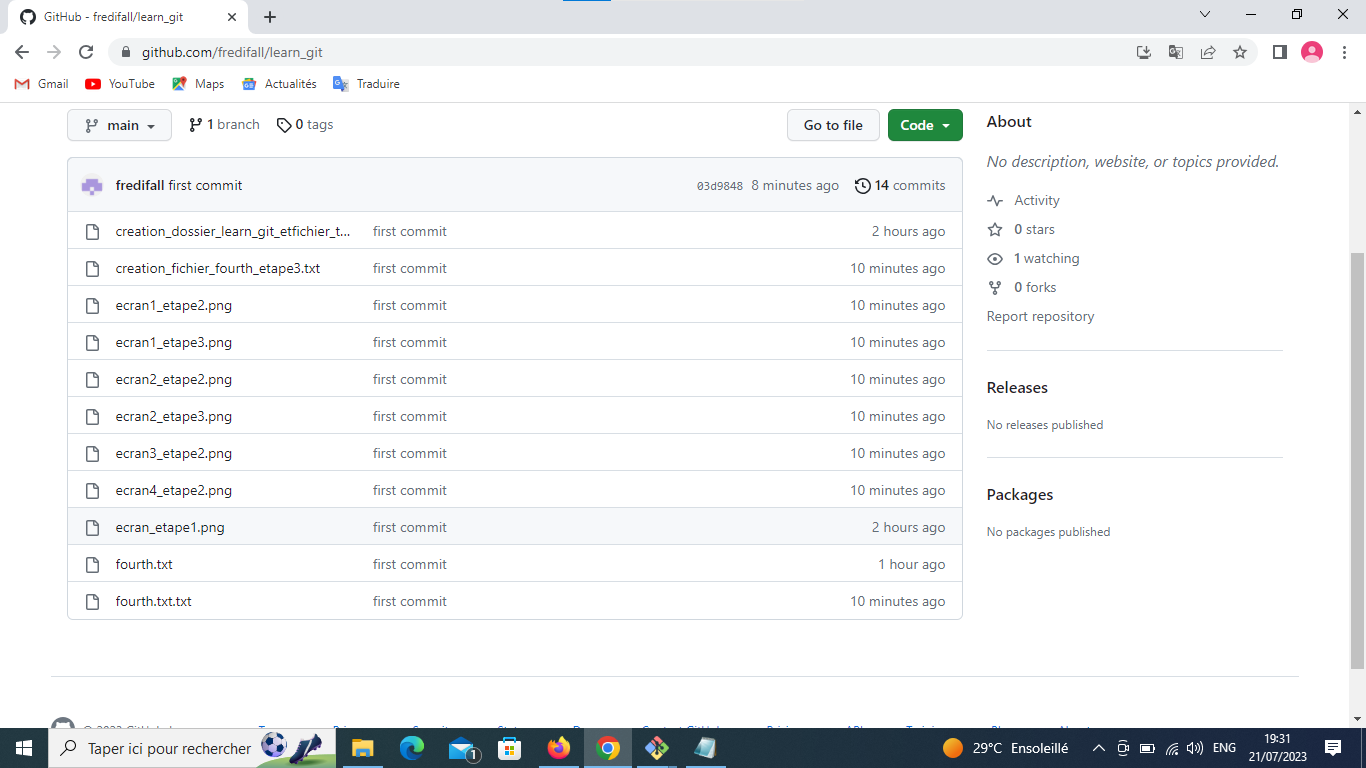 GitHub - fredifall/learn_git
github.com/fredifall/learn_git
Gmail YouTube Maps Actualités Traduire
main 1 branch 0 tags Go to file Code
fredifall first commit 03d9848 8 minutes ago 14 commits
creation_dossier_learn_git_etfichier_t... first commit 2 hours ago
creation_fichier_fourth_etape3.txt first commit 10 minutes ago
ecran1_etape2.png first commit 10 minutes ago
ecran1_etape3.png first commit 10 minutes ago
ecran2_etape2.png first commit 10 minutes ago
ecran2_etape3.png first commit 10 minutes ago
ecran3_etape2.png first commit 10 minutes ago
ecran4_etape2.png first commit 10 minutes ago
ecran_etape1.png first commit 2 hours ago
fourth.txt first commit 1 hour ago
fourth.txt.txt first commit 10 minutes ago
About
No description, website, or topics provided.
Activity
0 stars
1 watching
0 forks
Report repository
Releases
No releases published
Packages
No packages published
Taper ici pour rechercher
1
29°C Ensoleillé
ENG
19:31
21/07/2023